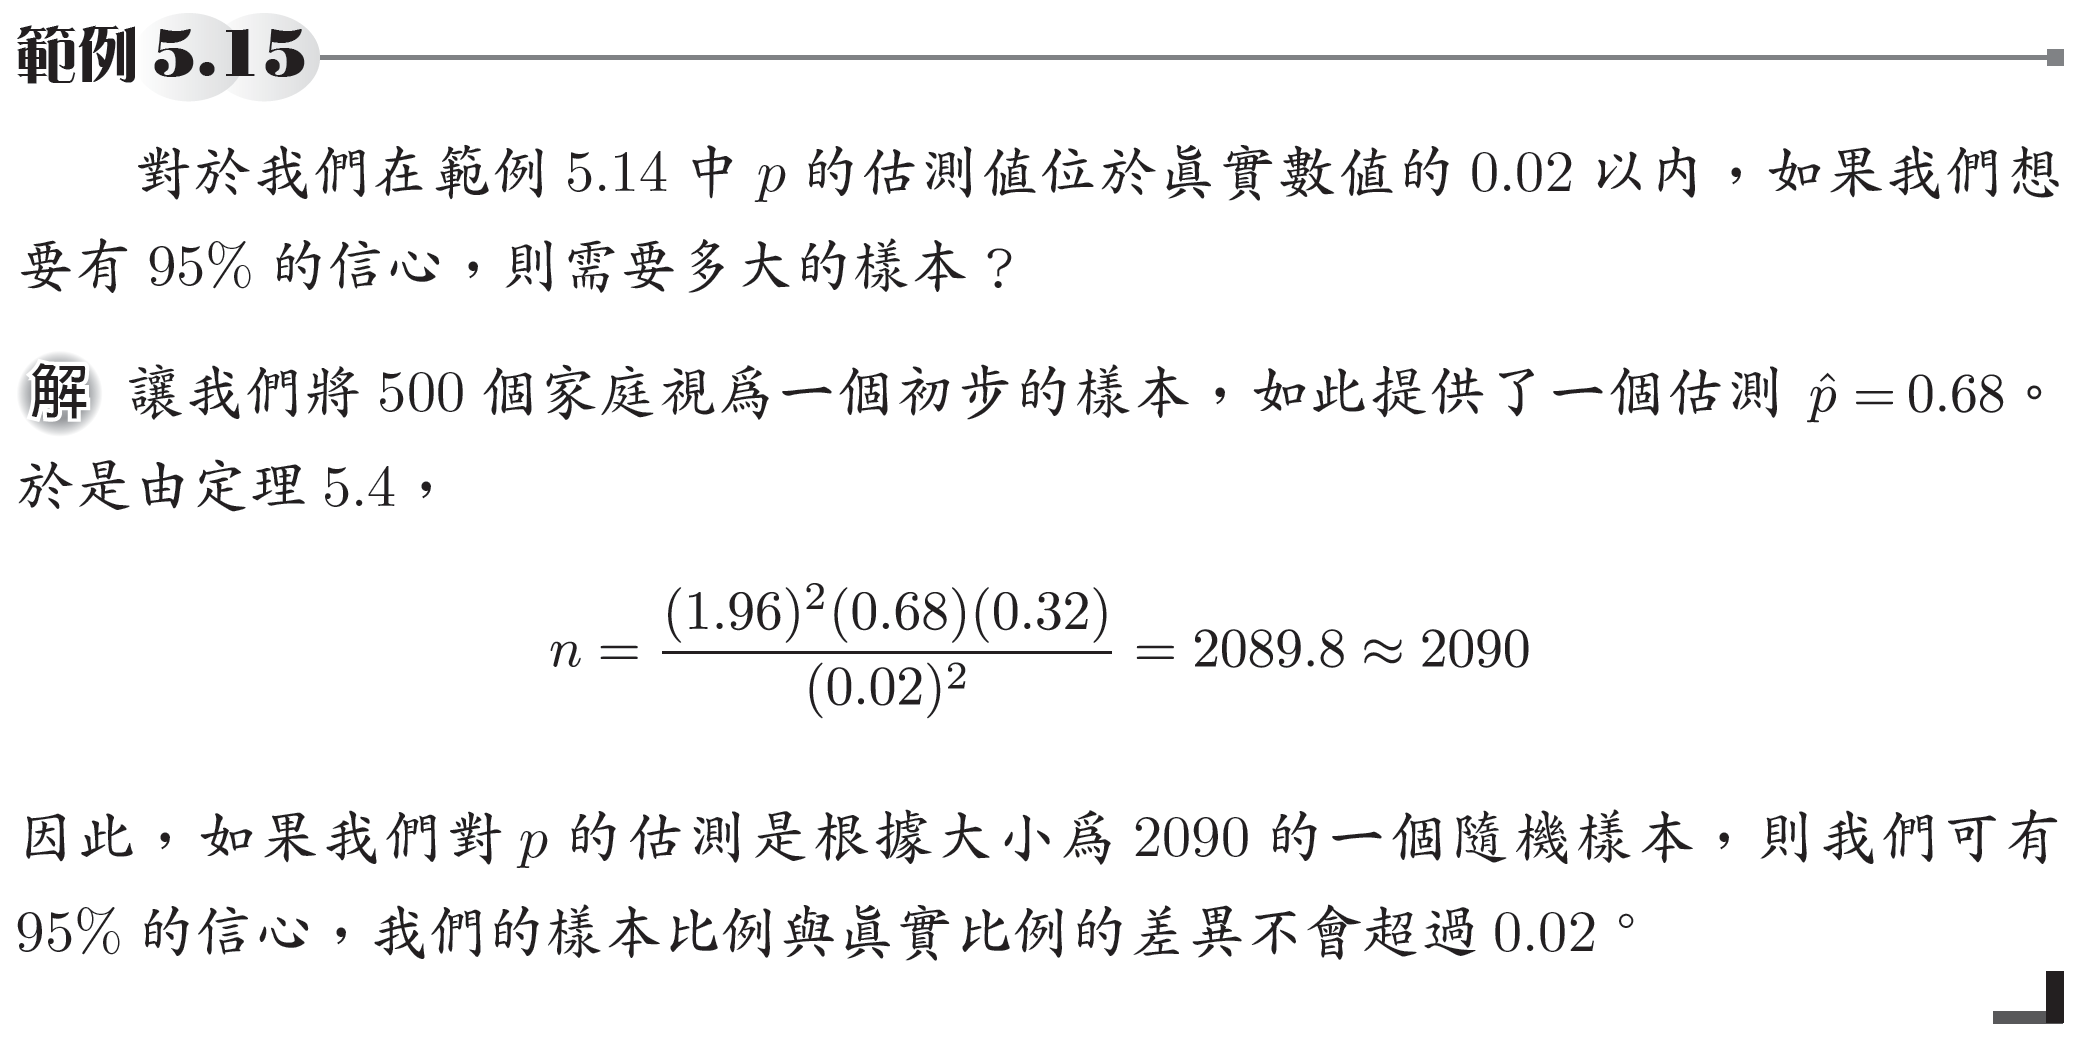 範例 5.15
對於我們在範例 5.14 中 p 的估測值位於眞實數值的 0.02 以内，如果我們想
要有 95% 的信心，則需要多大的樣本？
解 讓我們將 500 個家庭視爲一個初步的樣本，如此提供了一個估測 p̂ = 0.68。
於是由定理 5.4，
n = (1.96)²(0.68)(0.32) / (0.02)² = 2089.8 ≈ 2090
因此，如果我們對 p 的估測是根據大小爲 2090 的一個隨機樣本，則我們可有
95% 的信心，我們的樣本比例與眞實比例的差異不會超過 0.02。